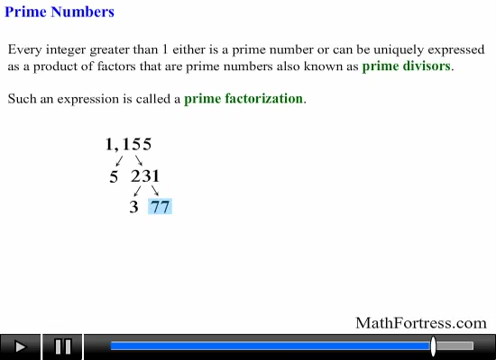 Prime Numbers
Every integer greater than 1 either is a prime number or can be uniquely expressed
as a product of factors that are prime numbers also known as prime divisors.
Such an expression is called a prime factorization.
1,155
5 231
3 77
MathFortress.com